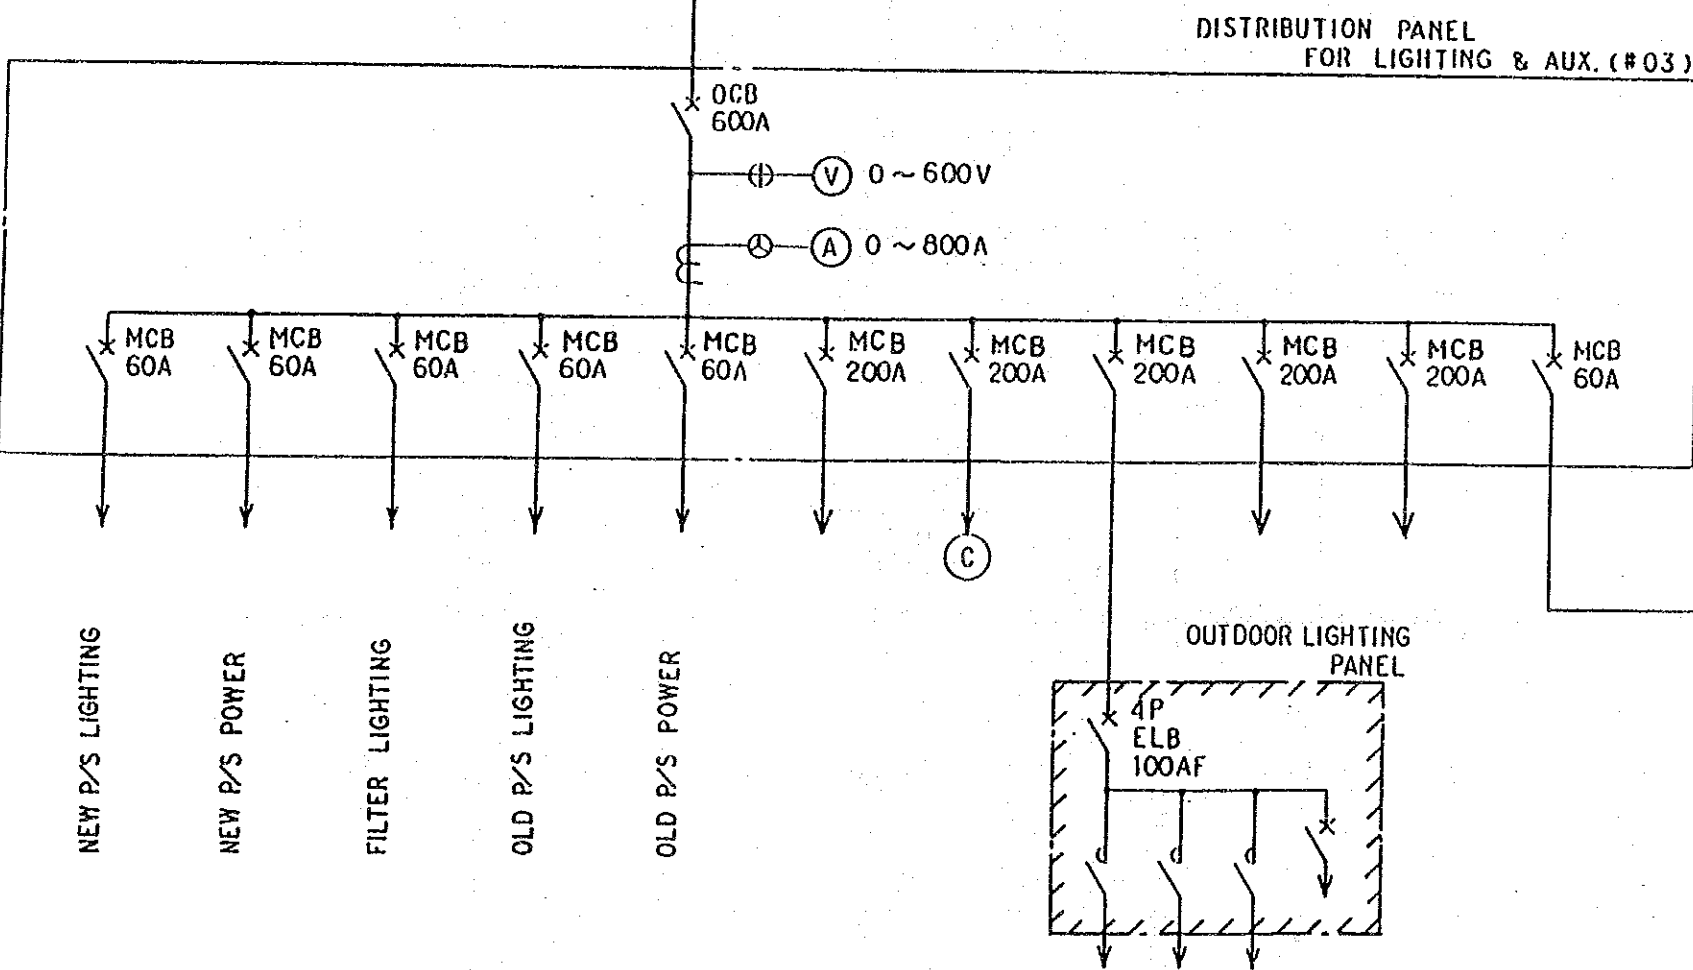 DISTRIBUTION PANEL
FOR LIGHTING & AUX. (#03)
OCB
600A
V 0~600V
A 0~800A
MCB
60A
MCB
60A
MCB
60A
MCB
60A
MCB
60A
MCB
200A
MCB
200A
MCB
200A
MCB
200A
MCB
200A
MCB
60A
C
NEW P/S LIGHTING
NEW P/S POWER
FILTER LIGHTING
OLD P/S LIGHTING
OLD P/S POWER
OUTDOOR LIGHTING
PANEL
4P
ELB
100AF